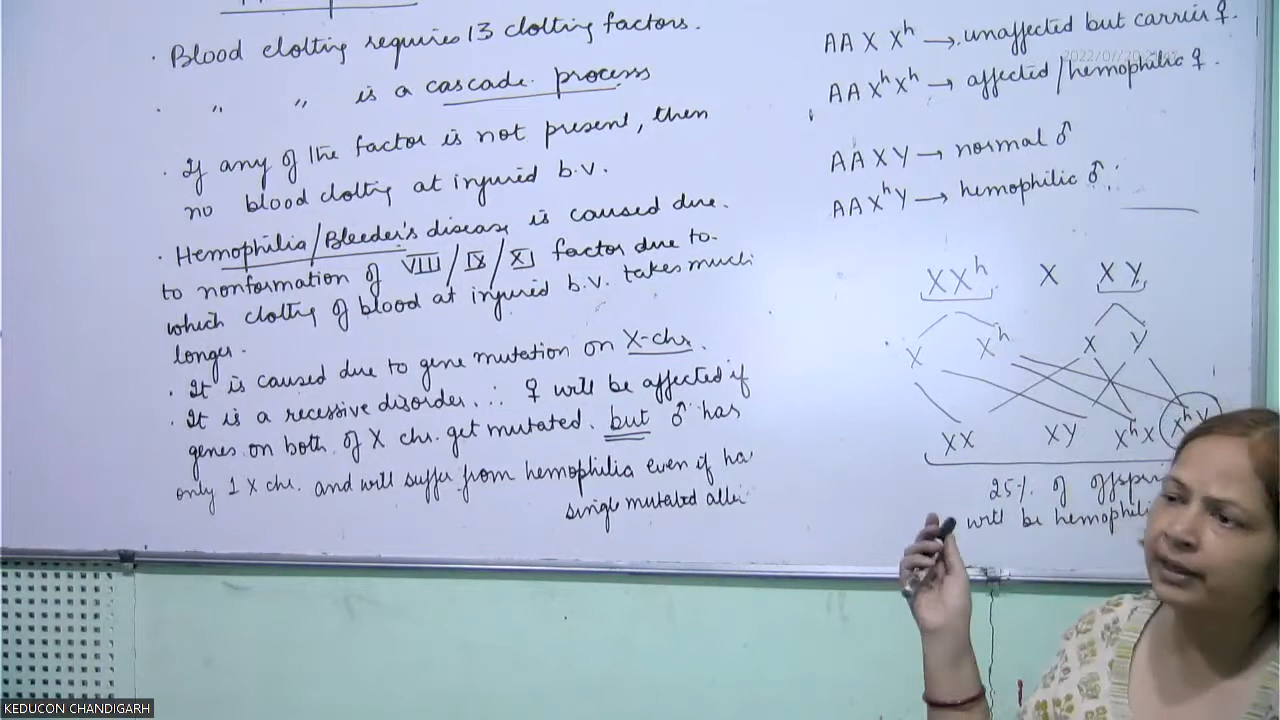 · Blood clotting requires 13 clotting factors.
· " " is a cascade process
· If any of the factor is not present, then
no blood clotting at injured b.v.
· Hemophilia/Bleeder's disease is caused due
to nonformation of VIII/IX/XI factor due to
which clotting of blood at injured b.v. takes much
longer.
· It is caused due to gene mutation on X-chr.
· It is a recessive disorder. ∴ ♀ will be affected if
genes on both of X chr. get mutated. but ♂ has
only 1 X chr. and will suffer from hemophilia even if ha
single mutated alle
AA X Xʰ → unaffected but carrier ♀.
AA XʰXʰ → affected/hemophilic ♀.
AA X Y → normal ♂
AA XʰY → hemophilic ♂.
XXʰ X XY
X Xʰ X Y
XX XY XʰX XʰY
25% of offspri
will be hemophili
KEDUCON CHANDIGARH